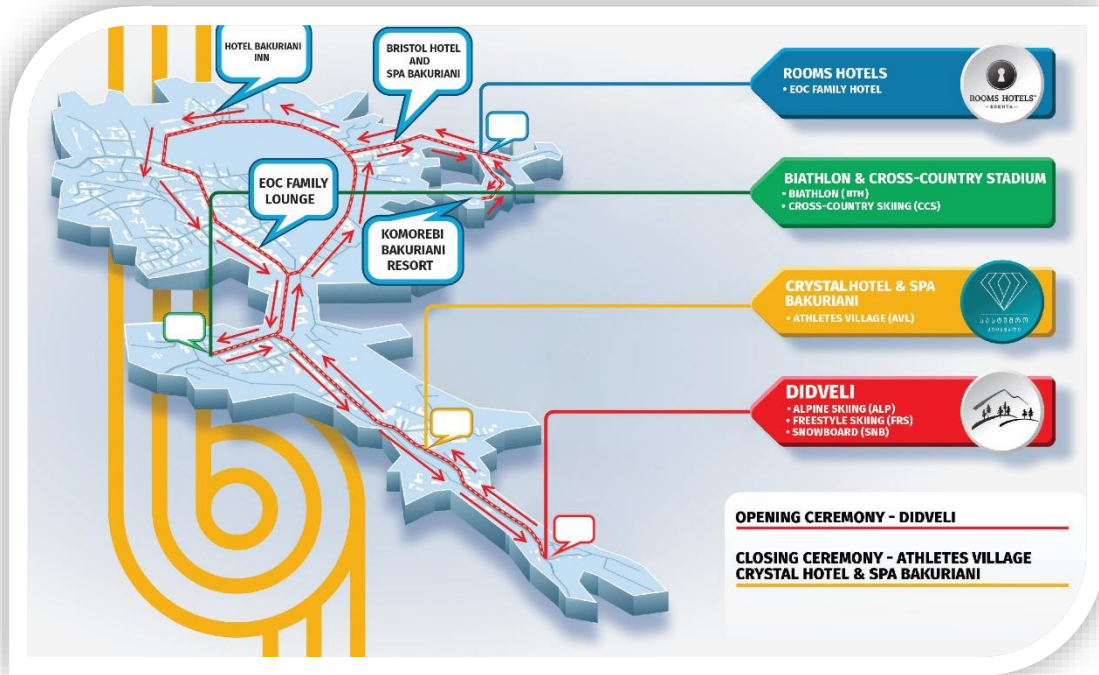 HOTEL BAKURIANI
INN
BRISTOL HOTEL
AND
SPA BAKURIANI
EOC FAMILY
LOUNGE
KOMOREBI
BAKURIANI
RESORT
ROOMS HOTELS
• EOC FAMILY HOTEL
ROOMS HOTELS™
BIATHLON & CROSS-COUNTRY STADIUM
• BIATHLON (BTH)
• CROSS-COUNTRY SKIING (CCS)
CRYSTAL HOTEL & SPA
BAKURIANI
• ATHLETES VILLAGE (AVL)
სასტუმრო
კრისტალი
DIDVELI
• ALPINE SKIING (ALP)
• FREESTYLE SKIING (FRS)
• SNOWBOARD (SNB)
OPENING CEREMONY - DIDVELI
CLOSING CEREMONY - ATHLETES VILLAGE
CRYSTAL HOTEL & SPA BAKURIANI